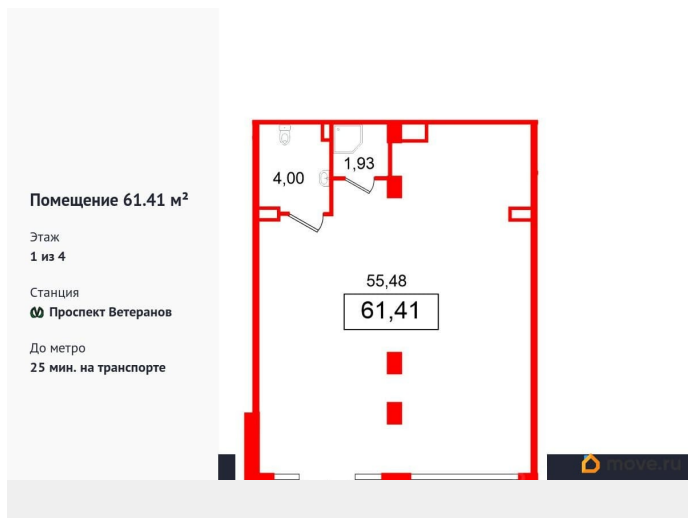 Помещение 61.41 м²
Этаж
1 из 4
Станция
Проспект Ветеранов
До метро
25 мин. на транспорте
4,00
1,93
55,48
61,41
move.ru